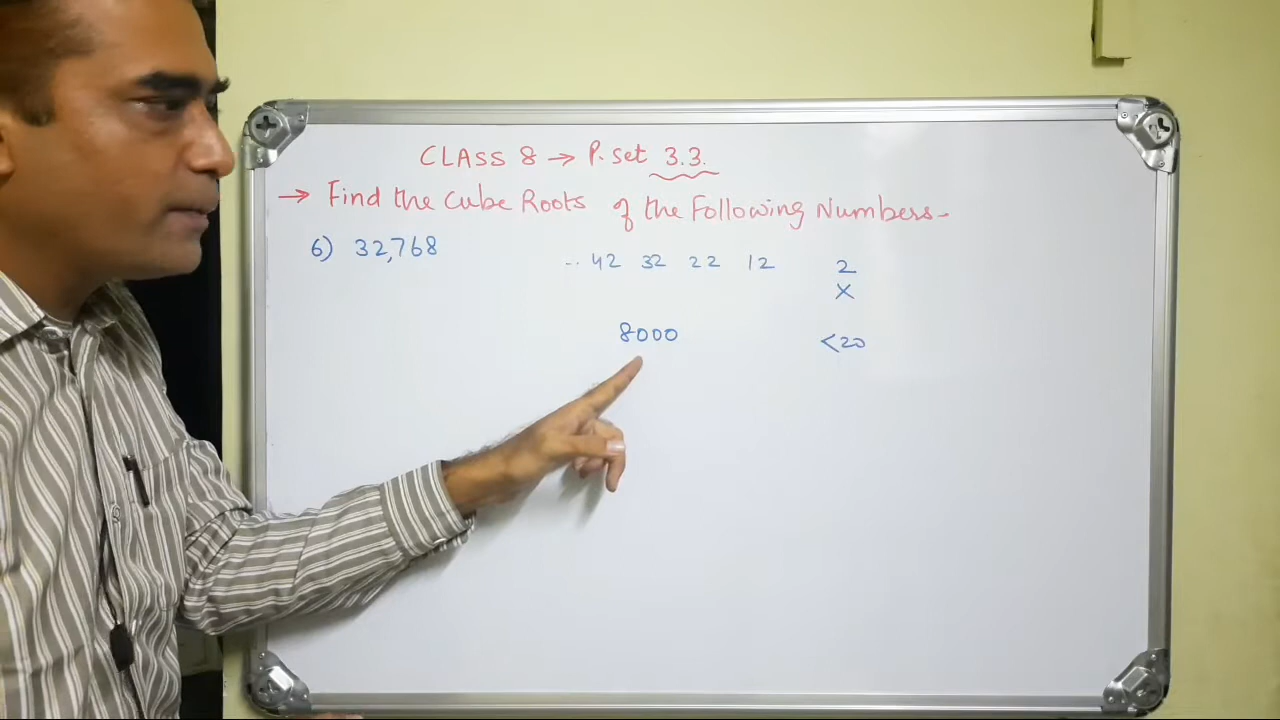 CLASS 8 → P. Set 3.3.
→ Find the Cube Roots of the Following Numbers.
6) 32,768 .. 42 32 22 12 2
X
8000 <20